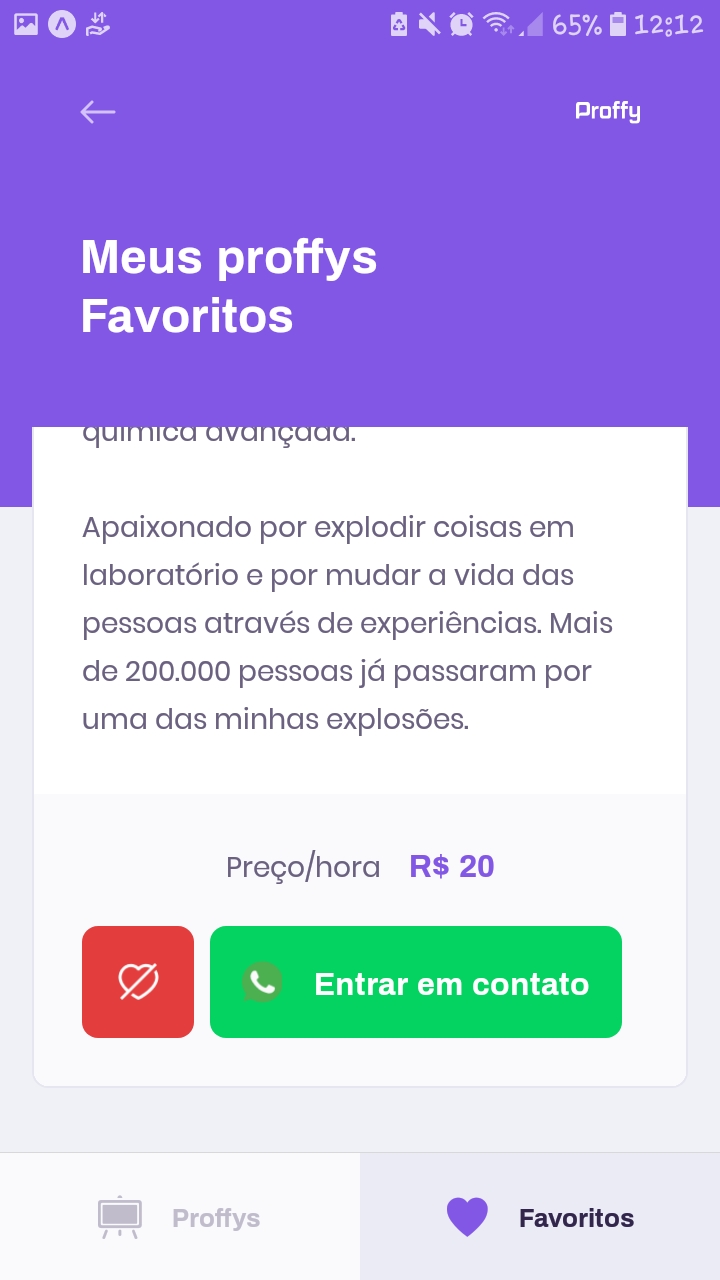 65% 12:12
Proffy
Meus proffys
Favoritos
química avançada.
Apaixonado por explodir coisas em
laboratório e por mudar a vida das
pessoas através de experiências. Mais
de 200.000 pessoas já passaram por
uma das minhas explosões.
Preço/hora R$ 20
Entrar em contato
Proffys Favoritos